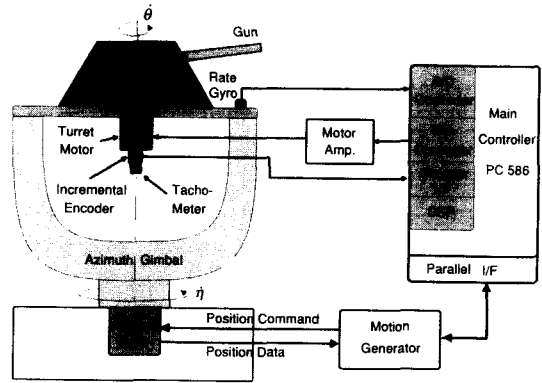 θ̇
Gun
Rate
Gyro
Turret
Motor
Motor
Amp.
Main
Controller
PC 586
Incremental
Encoder
Tacho-
Meter
Azimuth Gimbal
Parallel I/F
η̇
Position Command
Position Data
Motion
Generator